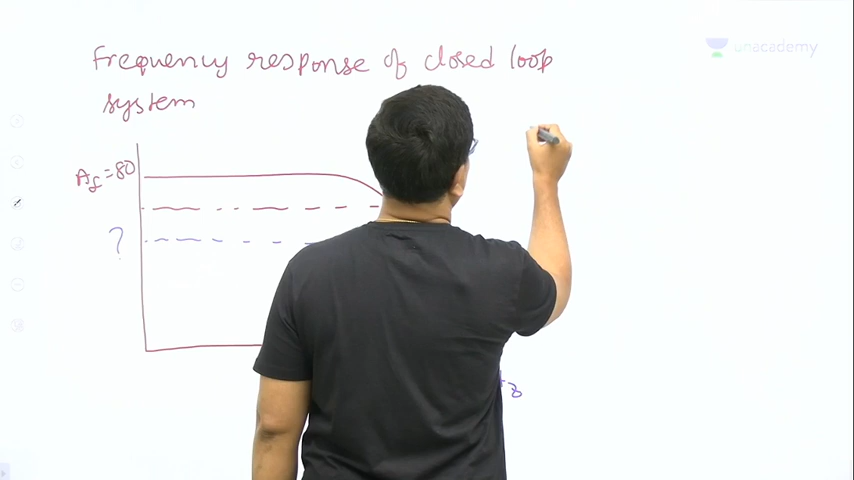 unacademy
Frequency response of closed loop
system
Af=80
?
z